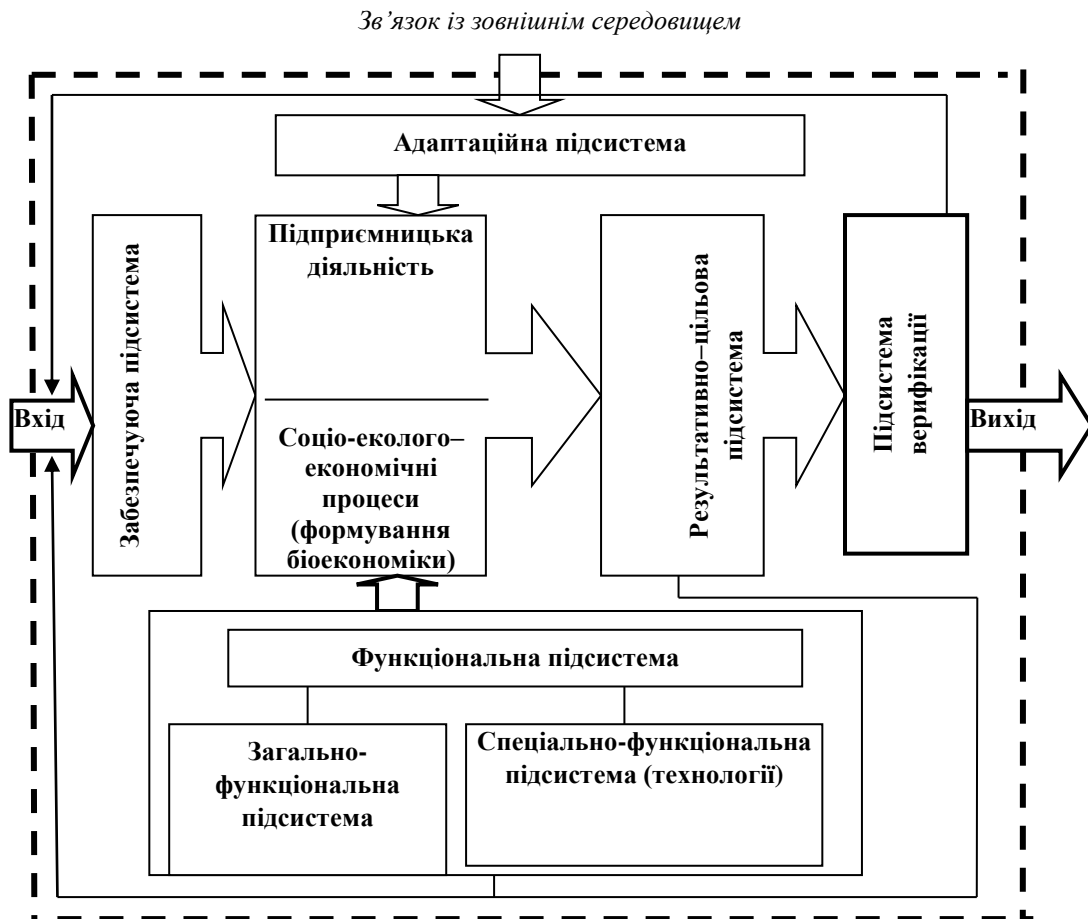 Зв’язок із зовнішнім середовищем
Адаптаційна підсистема
Вхід
Забезпечуюча підсистема
Підприємницька
діяльність
Соціо-еколого–
економічні
процеси
(формування
біоекономіки)
Результативно–цільова
підсистема
Підсистема
верифікації
Вихід
Функціональна підсистема
Загально-
функціональна
підсистема
Спеціально-функціональна
підсистема (технології)